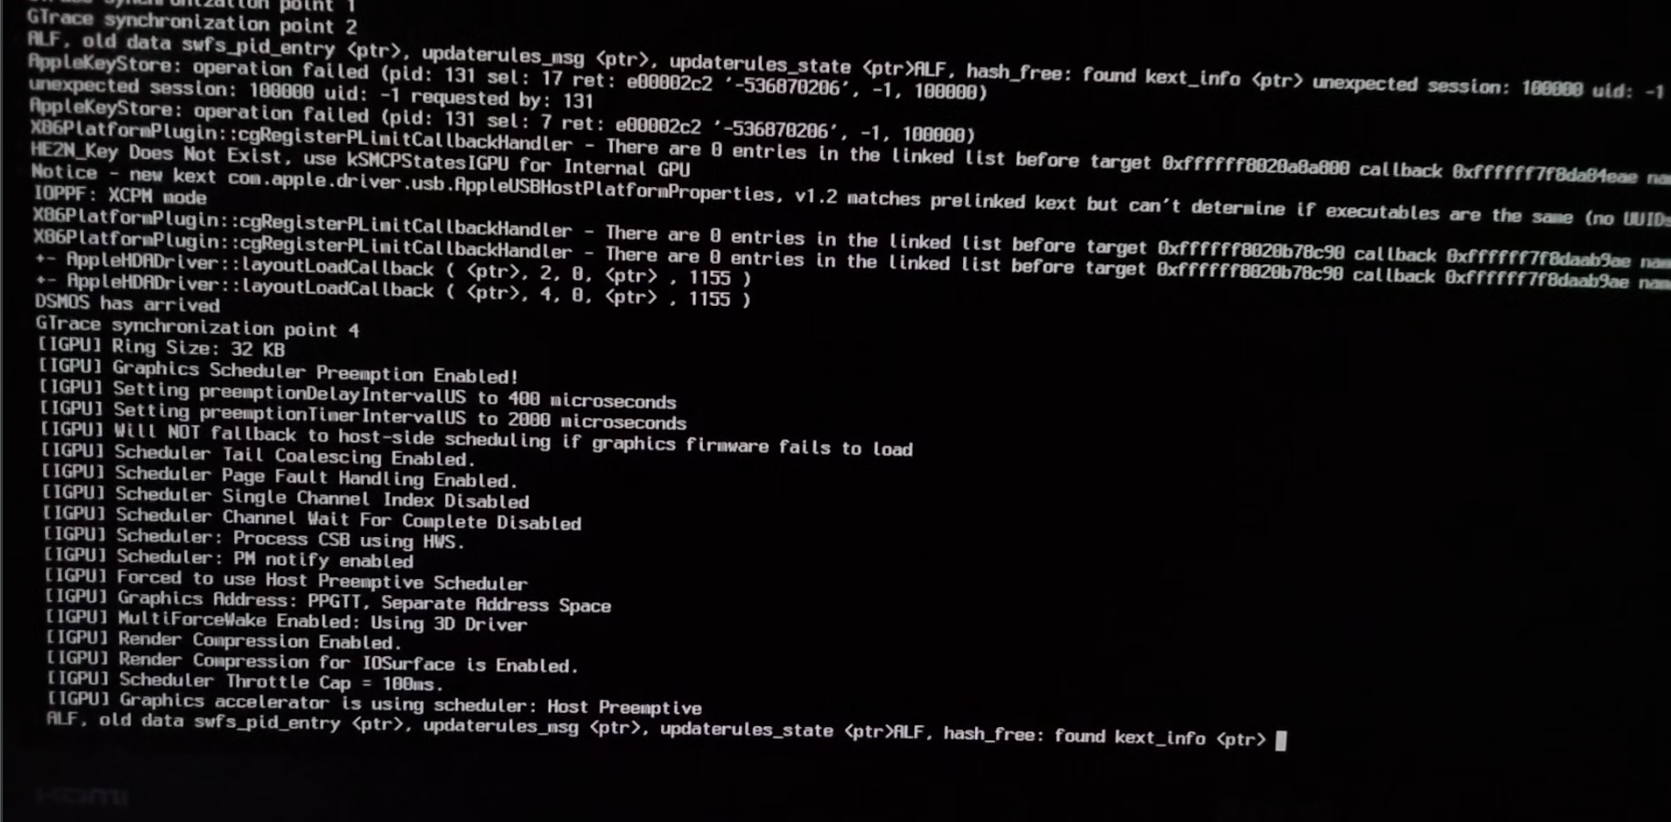 synchronization point 1
GTrace synchronization point 2
ALF, old data swfs_pid_entry <ptr>, updaterules_msg <ptr>, updaterules_state <ptr>ALF, hash_free: found kext_info <ptr> unexpected session: 100000 uid: -1
AppleKeyStore: operation failed (pid: 131 sel: 17 ret: e00002c2 '-536870206', -1, 100000)
unexpected session: 100000 uid: -1 requested by: 131
AppleKeyStore: operation failed (pid: 131 sel: 7 ret: e00002c2 '-536870206', -1, 100000)
X86PlatformPlugin::cgRegisterPLimitCallbackHandler - There are 0 entries in the linked list before target 0xffffff8020a8a800 callback 0xffffff7f8da04eae
HE2N_Key Does Not Exist, use kSMCPStatesIGPU for Internal GPU
Notice - new kext com.apple.driver.usb.AppleUSBHostPlatformProperties, v1.2 matches prelinked kext but can't determine if executables are the same (no UUIDs
IOPPF: XCPM mode
X86PlatformPlugin::cgRegisterPLimitCallbackHandler - There are 0 entries in the linked list before target 0xffffff8020b78c90 callback 0xffffff7f8daab9ae
X86PlatformPlugin::cgRegisterPLimitCallbackHandler - There are 0 entries in the linked list before target 0xffffff8020b78c90 callback 0xffffff7f8daab9ae
+- AppleHDADriver::layoutLoadCallback ( <ptr>, 2, 0, <ptr> , 1155 )
+- AppleHDADriver::layoutLoadCallback ( <ptr>, 4, 0, <ptr> , 1155 )
DSMOS has arrived
GTrace synchronization point 4
[IGPU] Ring Size: 32 KB
[IGPU] Graphics Scheduler Preemption Enabled!
[IGPU] Setting preemptionDelayIntervalUS to 400 microseconds
[IGPU] Setting preemptionTimerIntervalUS to 2000 microseconds
[IGPU] Will NOT fallback to host-side scheduling if graphics firmware fails to load
[IGPU] Scheduler Tail Coalescing Enabled.
[IGPU] Scheduler Page Fault Handling Enabled.
[IGPU] Scheduler Single Channel Index Disabled
[IGPU] Scheduler Channel Wait For Complete Disabled
[IGPU] Scheduler: Process CSB using HWS.
[IGPU] Scheduler: PM notify enabled
[IGPU] Forced to use Host Preemptive Scheduler
[IGPU] Graphics Address: PPGTT, Separate Address Space
[IGPU] MultiForceWake Enabled: Using 3D Driver
[IGPU] Render Compression Enabled.
[IGPU] Render Compression for IOSurface is Enabled.
[IGPU] Scheduler Throttle Cap = 100ms.
[IGPU] Graphics accelerator is using scheduler: Host Preemptive
ALF, old data swfs_pid_entry <ptr>, updaterules_msg <ptr>, updaterules_state <ptr>ALF, hash_free: found kext_info <ptr>
HDMI